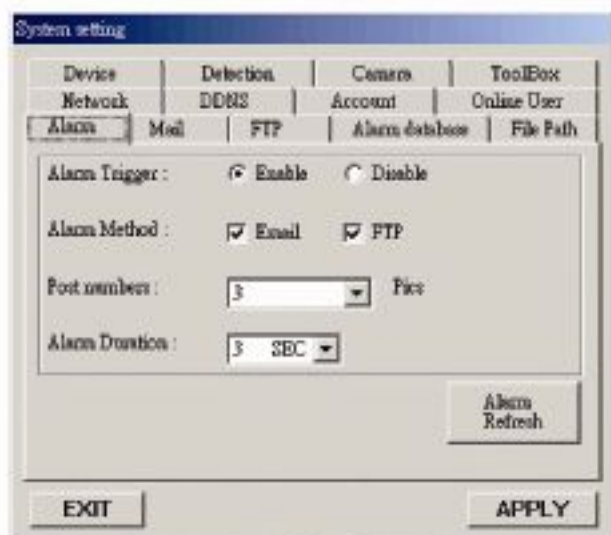 System setting
Device Detection Camera ToolBox
Network DDNS Account Online User
Alarm Mail FTP Alarm database File Path
Alarm Trigger : Enable Disable
Alarm Method : Email FTP
Post numbers : 3 Pics
Alarm Duration : 3 SEC
Alarm
Refresh
EXIT APPLY